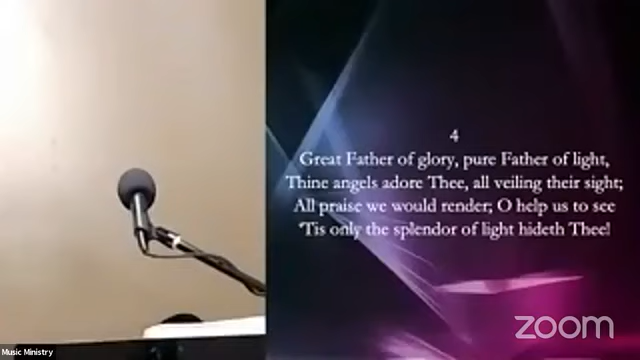 4
Great Father of glory, pure Father of light,
Thine angels adore Thee, all veiling their sight;
All praise we would render; O help us to see
'Tis only the splendor of light hideth Thee!
zoom
Music Ministry